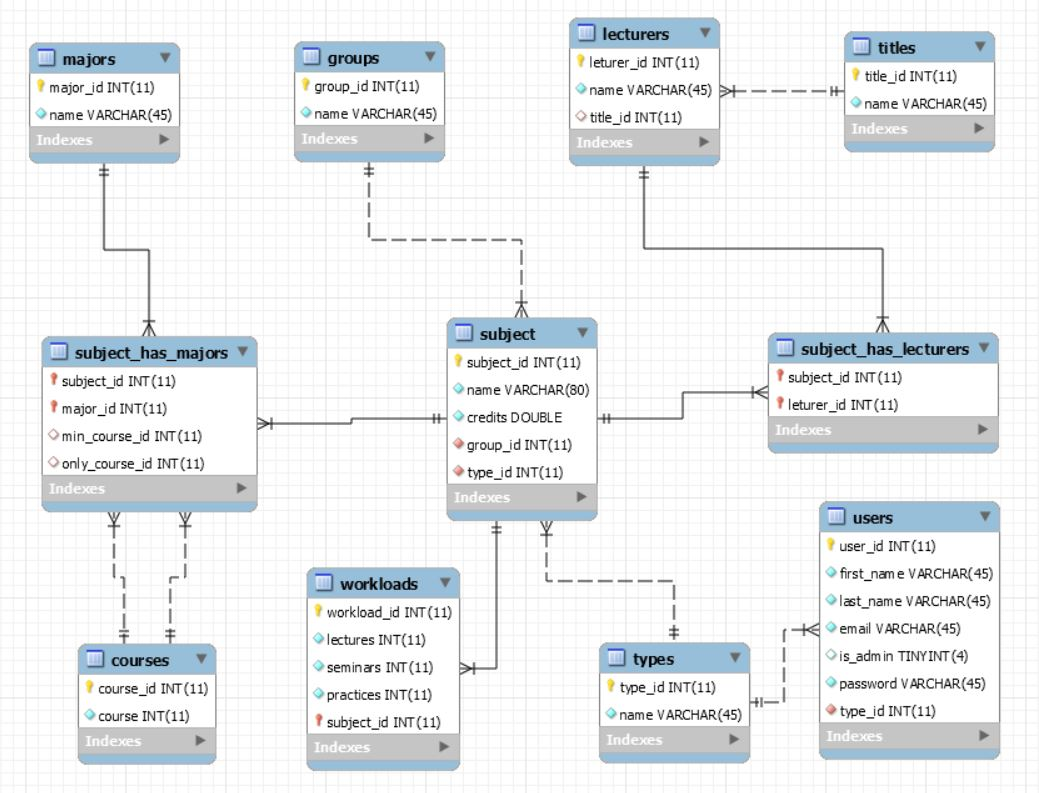 majors
major_id INT(11)
name VARCHAR(45)
Indexes
groups
group_id INT(11)
name VARCHAR(45)
Indexes
lecturers
leturer_id INT(11)
name VARCHAR(45)
title_id INT(11)
Indexes
titles
title_id INT(11)
name VARCHAR(45)
Indexes
subject_has_majors
subject_id INT(11)
major_id INT(11)
min_course_id INT(11)
only_course_id INT(11)
Indexes
subject
subject_id INT(11)
name VARCHAR(80)
credits DOUBLE
group_id INT(11)
type_id INT(11)
Indexes
subject_has_lecturers
subject_id INT(11)
leturer_id INT(11)
Indexes
courses
course_id INT(11)
course INT(11)
Indexes
workloads
workload_id INT(11)
lectures INT(11)
seminars INT(11)
practices INT(11)
subject_id INT(11)
Indexes
types
type_id INT(11)
name VARCHAR(45)
Indexes
users
user_id INT(11)
first_name VARCHAR(45)
last_name VARCHAR(45)
email VARCHAR(45)
is_admin TINYINT(4)
password VARCHAR(45)
type_id INT(11)
Indexes